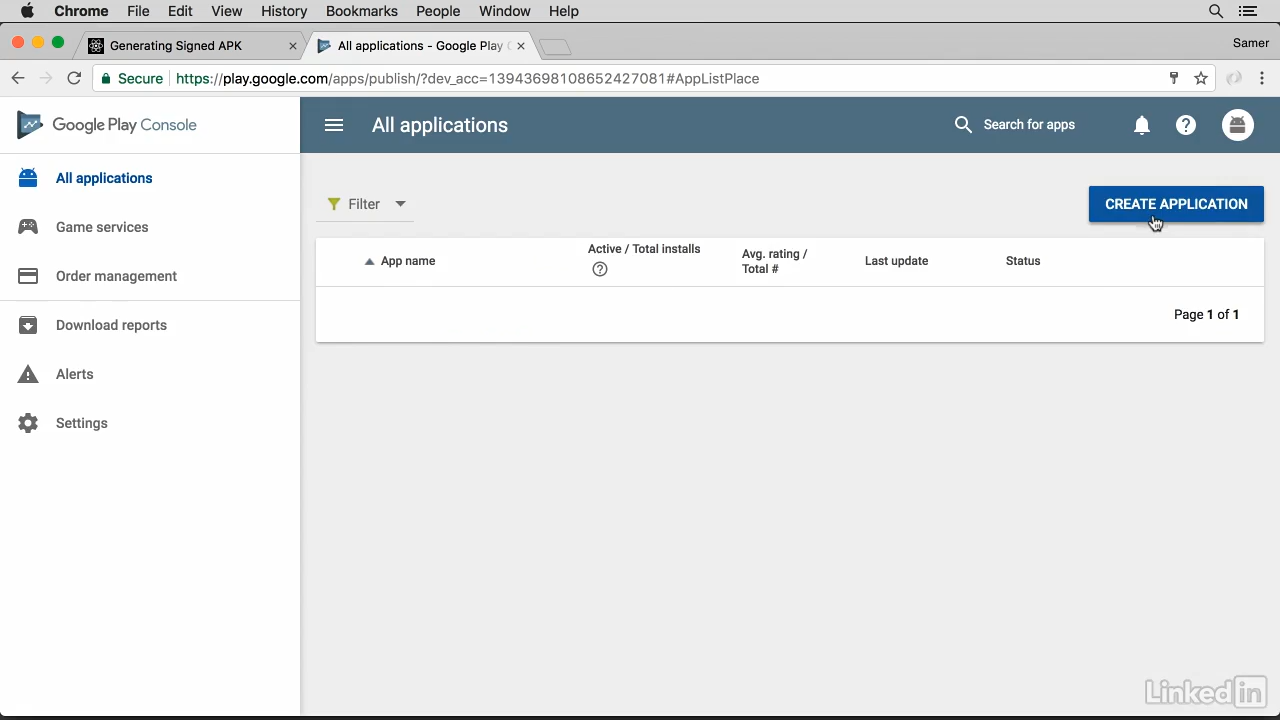 Chrome File Edit View History Bookmarks People Window Help
Generating Signed APK
All applications - Google Play C
Samer
Secure https://play.google.com/apps/publish/?dev_acc=13943698108652427081#AppListPlace
Google Play Console
All applications
Search for apps
All applications
Game services
Order management
Download reports
Alerts
Settings
Filter
CREATE APPLICATION
App name
Active / Total installs
Avg. rating /
Total #
Last update
Status
Page 1 of 1
Linked in